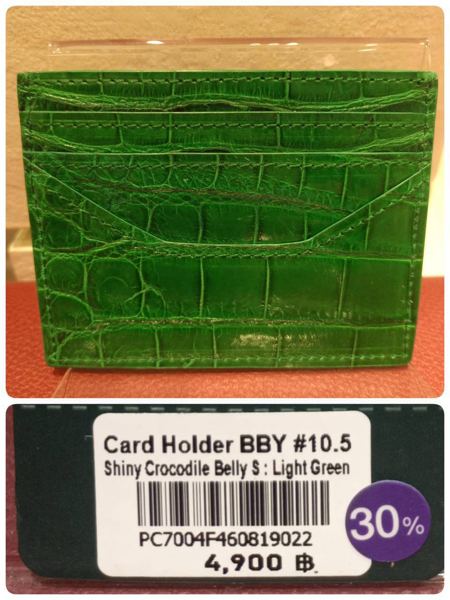 Card Holder BBY #10.5
Shiny Crocodile Belly S : Light Green
PC7004F460819022
4,900 ฿
30%